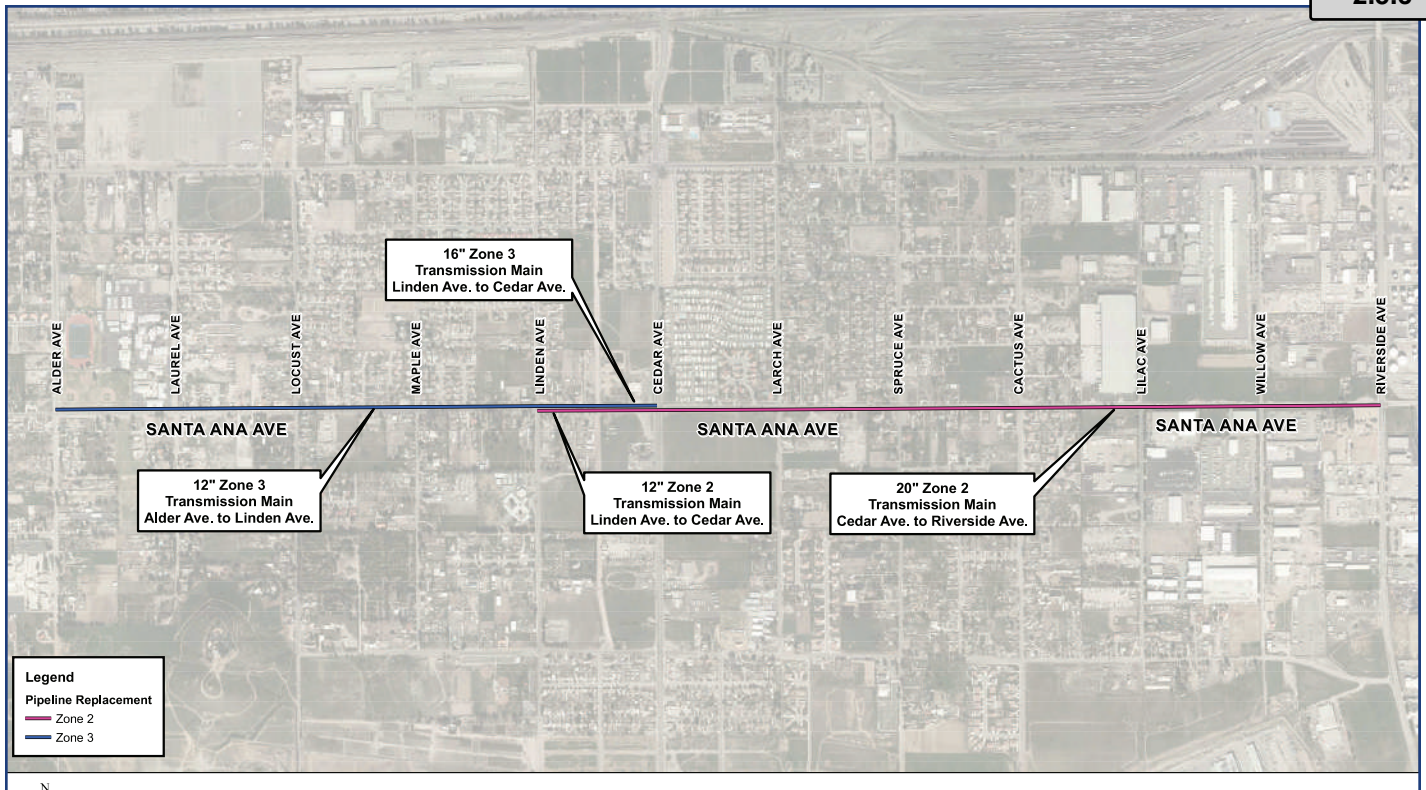 16" Zone 3
Transmission Main
Linden Ave. to Cedar Ave.
ALDER AVE
LAUREL AVE
LOCUST AVE
MAPLE AVE
LINDEN AVE
CEDAR AVE
LARCH AVE
SPRUCE AVE
CACTUS AVE
LILAC AVE
WILLOW AVE
RIVERSIDE AVE
SANTA ANA AVE
SANTA ANA AVE
SANTA ANA AVE
12" Zone 3
Transmission Main
Alder Ave. to Linden Ave.
12" Zone 2
Transmission Main
Linden Ave. to Cedar Ave.
20" Zone 2
Transmission Main
Cedar Ave. to Riverside Ave.
Legend
Pipeline Replacement
Zone 2
Zone 3
N